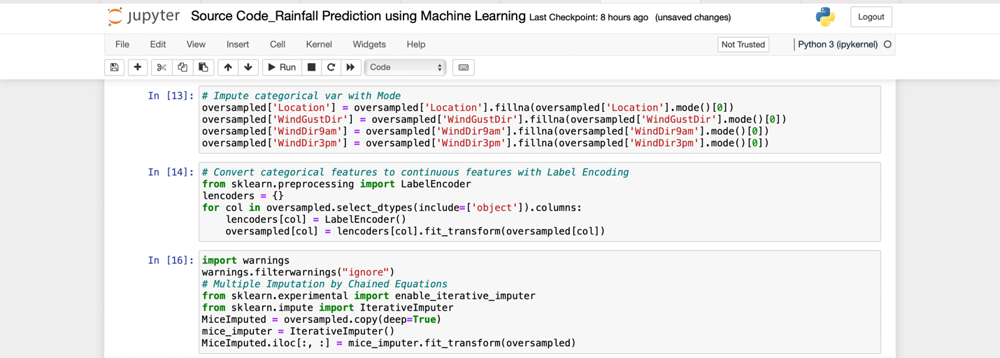 jupyter Source Code_Rainfall Prediction using Machine Learning Last Checkpoint: 8 hours ago (unsaved changes) Logout
File Edit View Insert Cell Kernel Widgets Help Not Trusted Python 3 (ipykernel)
Run Code
In [13]: # Impute categorical var with Mode
oversampled['Location'] = oversampled['Location'].fillna(oversampled['Location'].mode()[0])
oversampled['WindGustDir'] = oversampled['WindGustDir'].fillna(oversampled['WindGustDir'].mode()[0])
oversampled['WindDir9am'] = oversampled['WindDir9am'].fillna(oversampled['WindDir9am'].mode()[0])
oversampled['WindDir3pm'] = oversampled['WindDir3pm'].fillna(oversampled['WindDir3pm'].mode()[0])
In [14]: # Convert categorical features to continuous features with Label Encoding
from sklearn.preprocessing import LabelEncoder
lencoders = {}
for col in oversampled.select_dtypes(include=['object']).columns:
    lencoders[col] = LabelEncoder()
    oversampled[col] = lencoders[col].fit_transform(oversampled[col])
In [16]: import warnings
warnings.filterwarnings("ignore")
# Multiple Imputation by Chained Equations
from sklearn.experimental import enable_iterative_imputer
from sklearn.impute import IterativeImputer
MiceImputed = oversampled.copy(deep=True)
mice_imputer = IterativeImputer()
MiceImputed.iloc[:, :] = mice_imputer.fit_transform(oversampled)